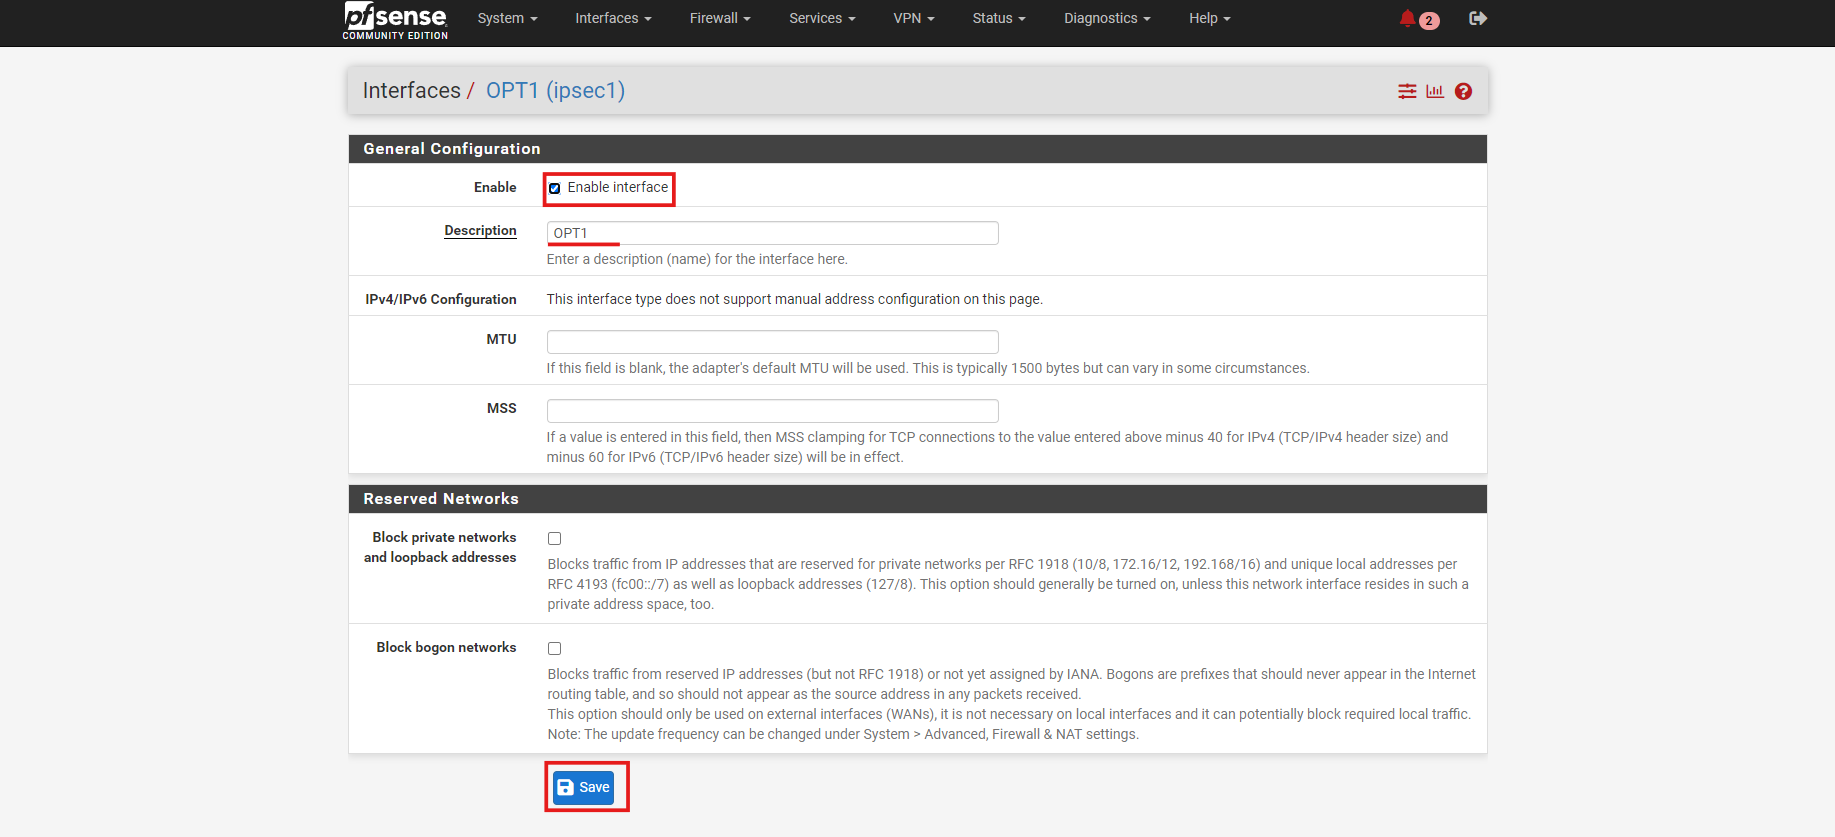 pfsense
COMMUNITY EDITION
System
Interfaces
Firewall
Services
VPN
Status
Diagnostics
Help
2
Interfaces / OPT1 (ipsec1)
General Configuration
Enable
Enable interface
Description
OPT1
Enter a description (name) for the interface here.
IPv4/IPv6 Configuration
This interface type does not support manual address configuration on this page.
MTU
If this field is blank, the adapter's default MTU will be used. This is typically 1500 bytes but can vary in some circumstances.
MSS
If a value is entered in this field, then MSS clamping for TCP connections to the value entered above minus 40 for IPv4 (TCP/IPv4 header size) and
minus 60 for IPv6 (TCP/IPv6 header size) will be in effect.
Reserved Networks
Block private networks
and loopback addresses
Blocks traffic from IP addresses that are reserved for private networks per RFC 1918 (10/8, 172.16/12, 192.168/16) and unique local addresses per
RFC 4193 (fc00::/7) as well as loopback addresses (127/8). This option should generally be turned on, unless this network interface resides in such a
private address space, too.
Block bogon networks
Blocks traffic from reserved IP addresses (but not RFC 1918) or not yet assigned by IANA. Bogons are prefixes that should never appear in the Internet
routing table, and so should not appear as the source address in any packets received.
This option should only be used on external interfaces (WANs), it is not necessary on local interfaces and it can potentially block required local traffic.
Note: The update frequency can be changed under System > Advanced, Firewall & NAT settings.
Save